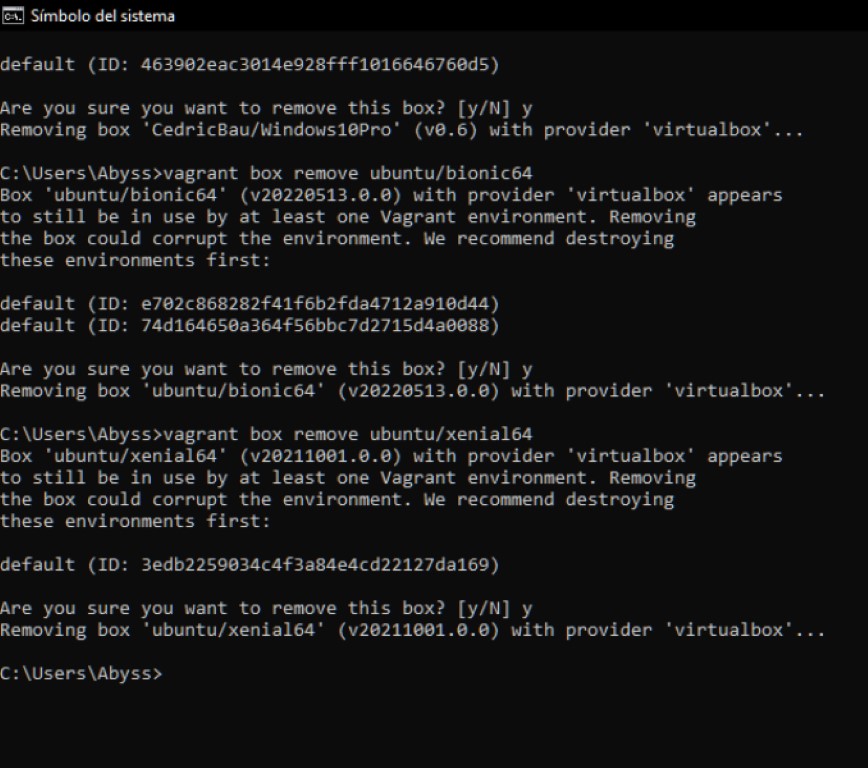 Símbolo del sistema
default (ID: 463902eac3014e928fff1016646760d5)
Are you sure you want to remove this box? [y/N] y
Removing box 'CedricBau/Windows10Pro' (v0.6) with provider 'virtualbox'...
C:\Users\Abyss>vagrant box remove ubuntu/bionic64
Box 'ubuntu/bionic64' (v20220513.0.0) with provider 'virtualbox' appears
to still be in use by at least one Vagrant environment. Removing
the box could corrupt the environment. We recommend destroying
these environments first:
default (ID: e702c868282f41f6b2fda4712a910d44)
default (ID: 74d164650a364f56bbc7d2715d4a0088)
Are you sure you want to remove this box? [y/N] y
Removing box 'ubuntu/bionic64' (v20220513.0.0) with provider 'virtualbox'...
C:\Users\Abyss>vagrant box remove ubuntu/xenial64
Box 'ubuntu/xenial64' (v20211001.0.0) with provider 'virtualbox' appears
to still be in use by at least one Vagrant environment. Removing
the box could corrupt the environment. We recommend destroying
these environments first:
default (ID: 3edb2259034c4f3a84e4cd22127da169)
Are you sure you want to remove this box? [y/N] y
Removing box 'ubuntu/xenial64' (v20211001.0.0) with provider 'virtualbox'...
C:\Users\Abyss>